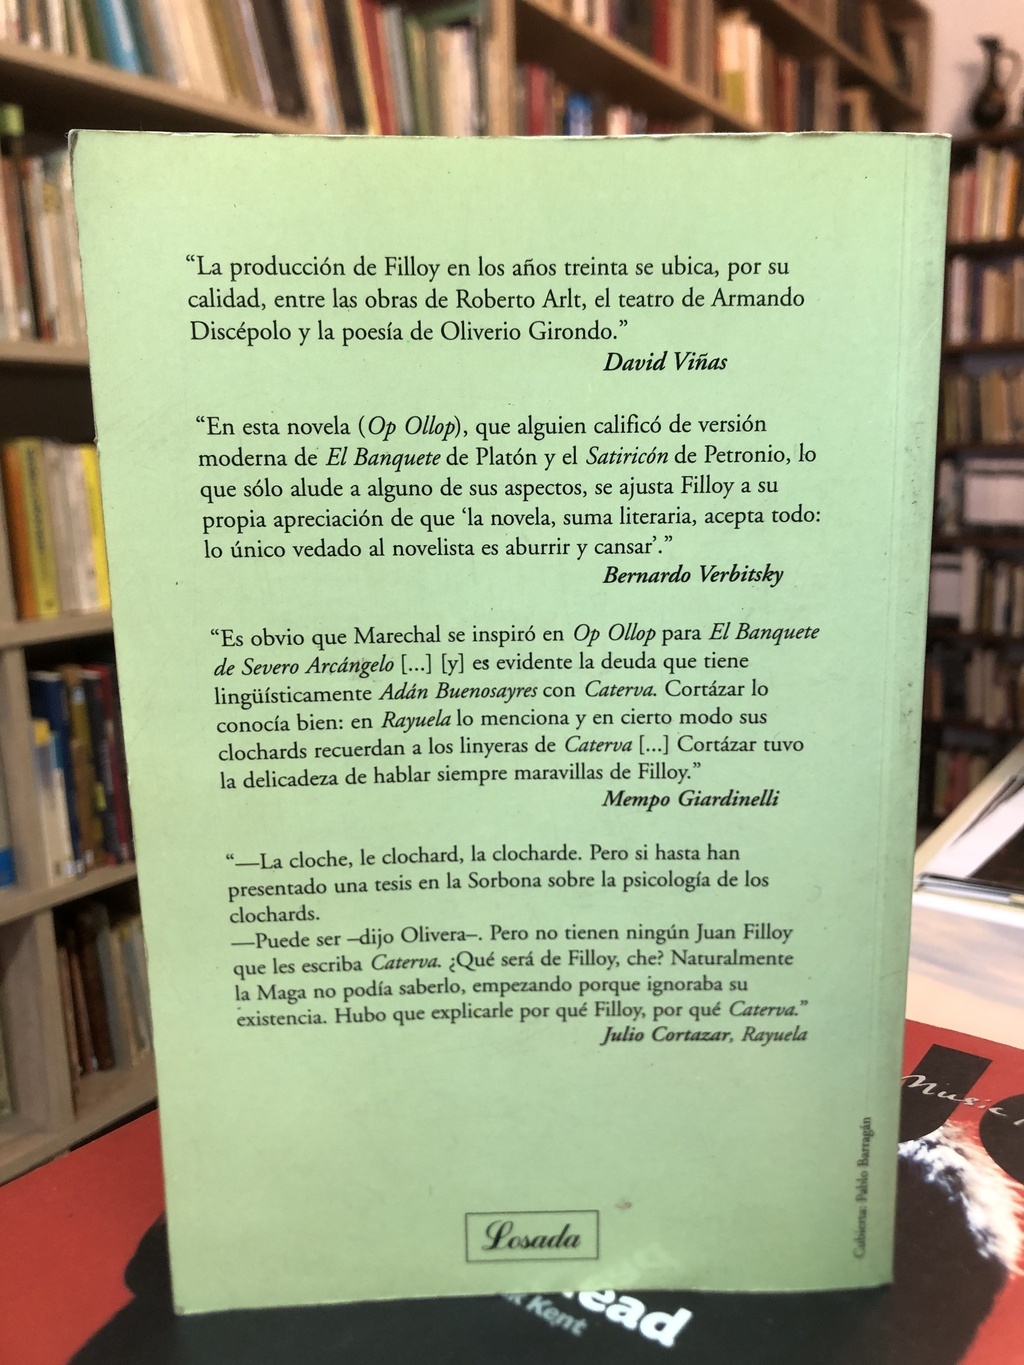 “La producción de Filloy en los años treinta se ubica, por su
calidad, entre las obras de Roberto Arlt, el teatro de Armando
Discépolo y la poesía de Oliverio Girondo.”
David Viñas
“En esta novela (Op Ollop), que alguien calificó de versión
moderna de El Banquete de Platón y el Satiricón de Petronio, lo
que sólo alude a alguno de sus aspectos, se ajusta Filloy a su
propia apreciación de que ‘la novela, suma literaria, acepta todo:
lo único vedado al novelista es aburrir y cansar’.”
Bernardo Verbitsky
“Es obvio que Marechal se inspiró en Op Ollop para El Banquete
de Severo Arcángelo [...] [y] es evidente la deuda que tiene
lingüísticamente Adán Buenosayres con Caterva. Cortázar lo
conocía bien: en Rayuela lo menciona y en cierto modo sus
clochards recuerdan a los linyeras de Caterva [...] Cortázar tuvo
la delicadeza de hablar siempre maravillas de Filloy.”
Mempo Giardinelli
“—La cloche, le clochard, la clocharde. Pero si hasta han
presentado una tesis en la Sorbona sobre la psicología de los
clochards.
—Puede ser –dijo Olivera–. Pero no tienen ningún Juan Filloy
que les escriba Caterva. ¿Qué será de Filloy, che? Naturalmente
la Maga no podía saberlo, empezando porque ignoraba su
existencia. Hubo que explicarle por qué Filloy, por qué Caterva.”
Julio Cortazar, Rayuela
Cubierta: Pablo Barragán
Losada
Music
ead
Kent